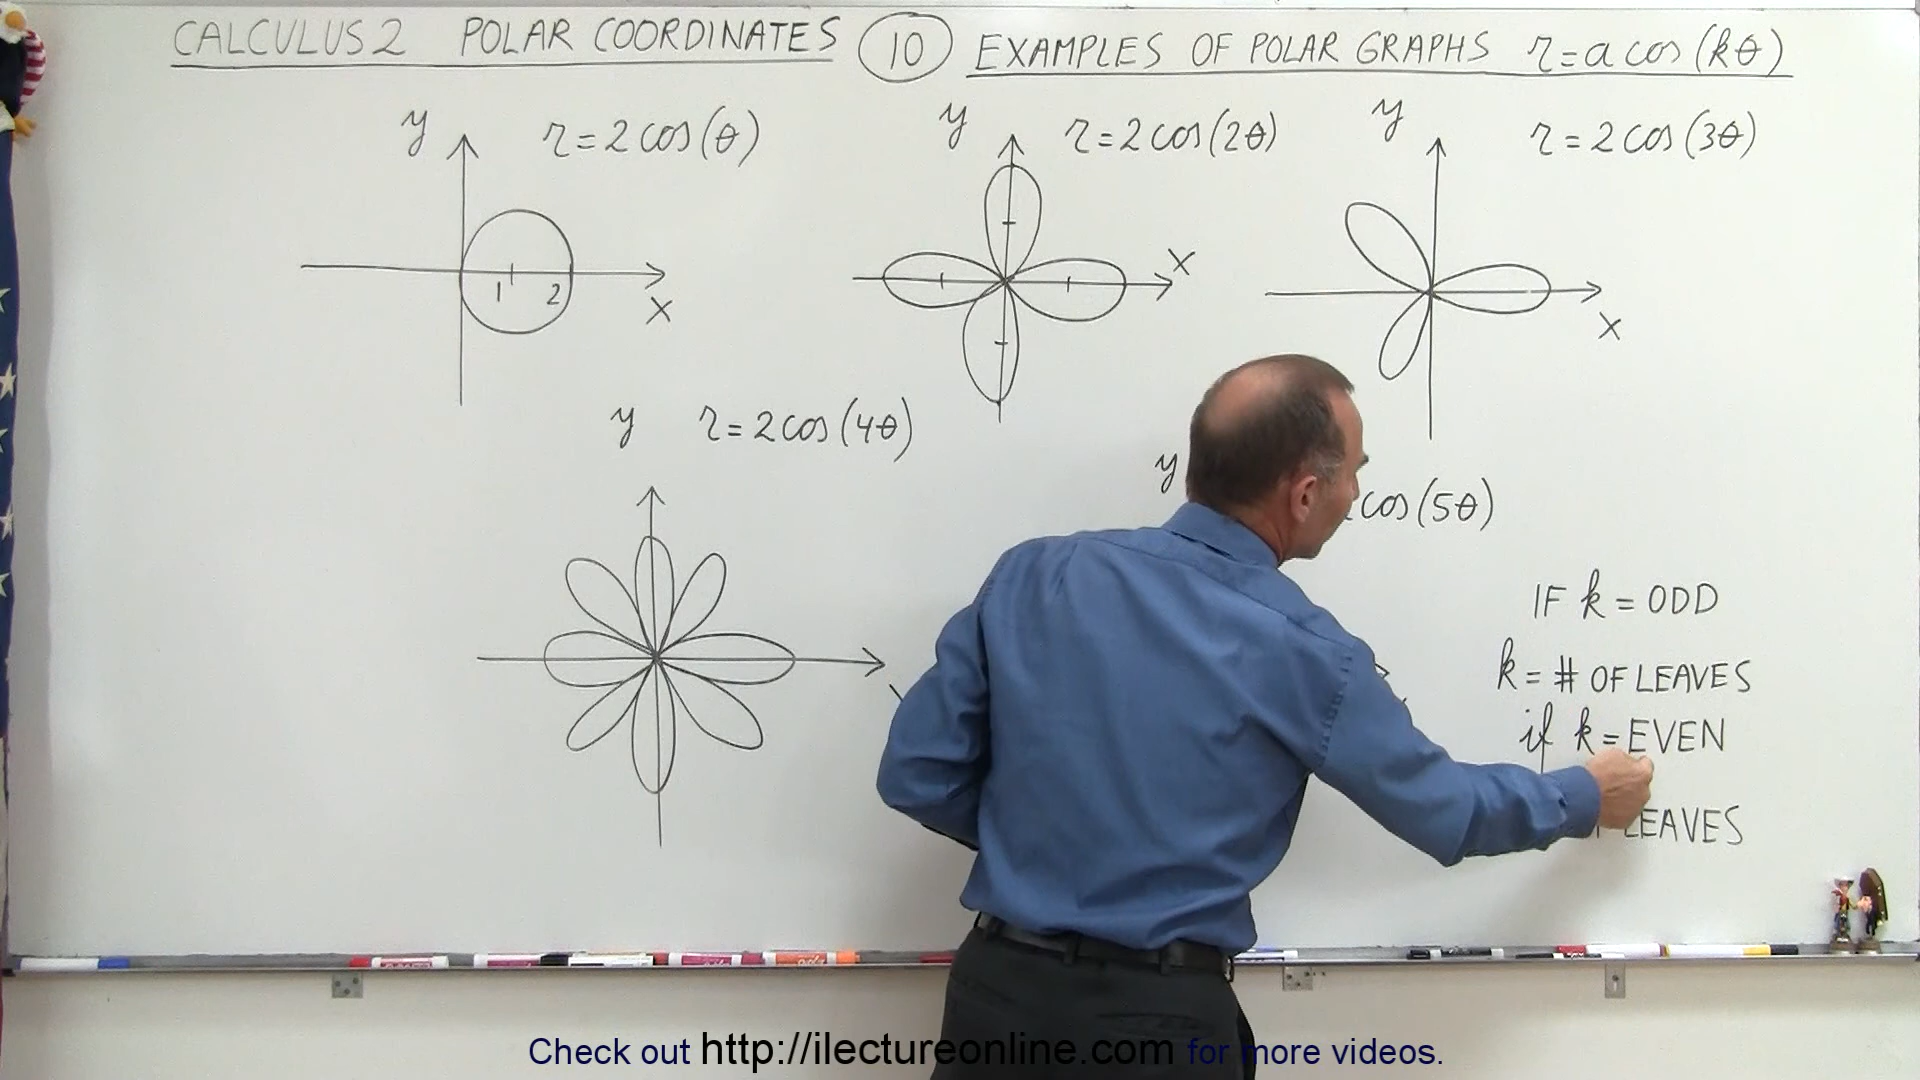 CALCULUS 2 POLAR COORDINATES 10 EXAMPLES OF POLAR GRAPHS r=a cos(kθ)
y r=2cos(θ)
y r=2cos(2θ)
y r=2cos(3θ)
1 2
x
x
x
y r=2cos(4θ)
y cos(5θ)
IF k=ODD
k=# OF LEAVES
if k=EVEN
LEAVES
Check out http://ilectureonline.com for more videos.